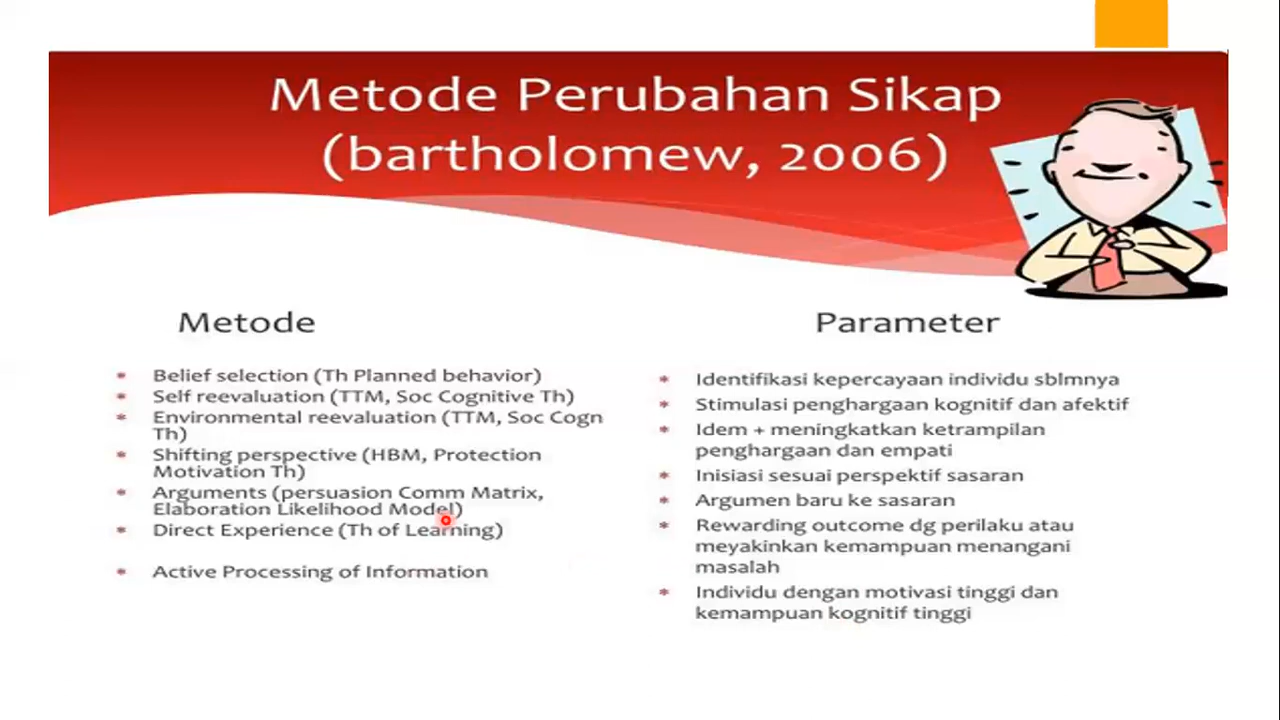 Metode Perubahan Sikap
(bartholomew, 2006)
Metode
* Belief selection (Th Planned behavior)
* Self reevaluation (TTM, Soc Cognitive Th)
* Environmental reevaluation (TTM, Soc Cogn
Th)
* Shifting perspective (HBM, Protection
Motivation Th)
* Arguments (persuasion Comm Matrix,
Elaboration Likelihood Model)
* Direct Experience (Th of Learning)
* Active Processing of Information
Parameter
* Identifikasi kepercayaan individu sblmnya
* Stimulasi penghargaan kognitif dan afektif
* Idem + meningkatkan ketrampilan
penghargaan dan empati
* Inisiasi sesuai perspektif sasaran
* Argumen baru ke sasaran
* Rewarding outcome dg perilaku atau
meyakinkan kemampuan menangani
masalah
* Individu dengan motivasi tinggi dan
kemampuan kognitif tinggi